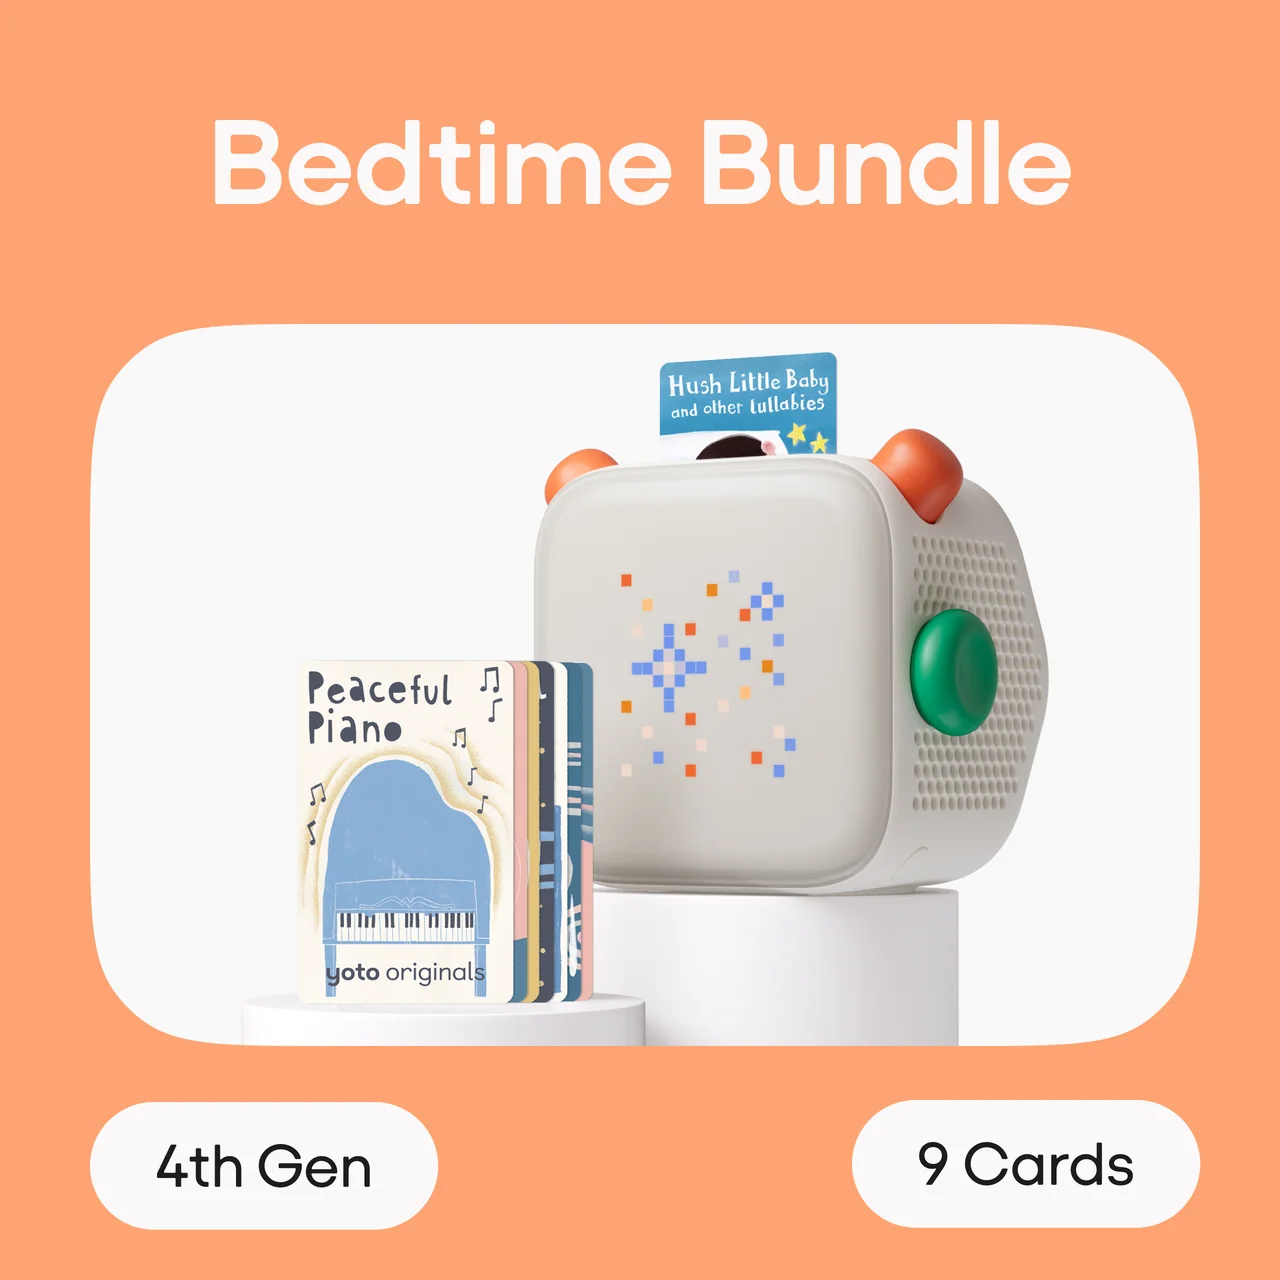 Bedtime Bundle
Hush Little Baby
and other lullabies
Peaceful
Piano
yoto originals
4th Gen
9 Cards